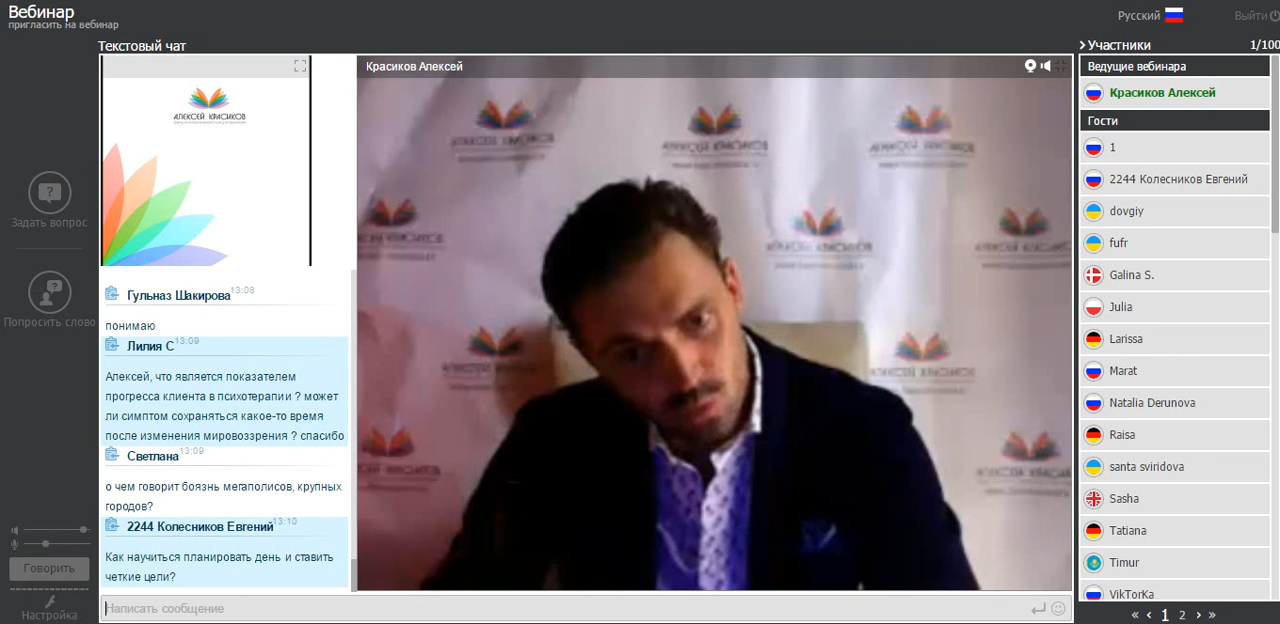 Вебинар
пригласить на вебинар
Русский
Выйти
Текстовый чат
Участники
1/100
АЛЕКСЕЙ КРАСИКОВ
Гульназ Шакирова 13:08
понимаю
Лилия С 13:09
Алексей, что является показателем
прогресса клиента в психотерапии ? может
ли симптом сохраняться какое-то время
после изменения мировоззрения ? спасибо
Светлана 13:09
о чем говорит боязнь мегаполисов, крупных
городов?
2244 Колесников Евгений 13:10
Как научиться планировать день и ставить
четкие цели?
Написать сообщение
Красиков Алексей
АЛЕКСЕЙ КРАСИКОВ
Задать вопрос
Попросить слово
Говорить
Настройка
Ведущие вебинара
Красиков Алексей
Гости
1
2244 Колесников Евгений
dovgiy
fufr
Galina S.
Julia
Larissa
Marat
Natalia Derunova
Raisa
santa sviridova
Sasha
Tatiana
Timur
VikTorKa
« ‹ 1 2 › »